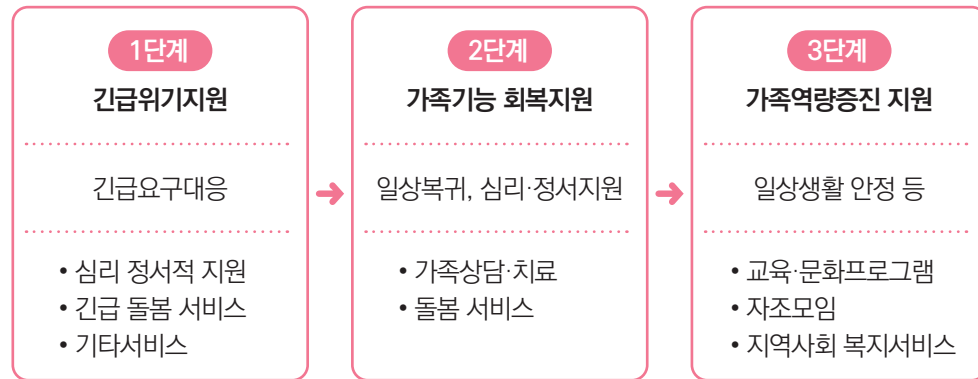 1단계
긴급위기지원
긴급요구대응
• 심리 정서적 지원
• 긴급 돌봄 서비스
• 기타서비스
2단계
가족기능 회복지원
일상복귀, 심리·정서지원
• 가족상담·치료
• 돌봄 서비스
3단계
가족역량증진 지원
일상생활 안정 등
• 교육·문화프로그램
• 자조모임
• 지역사회 복지서비스